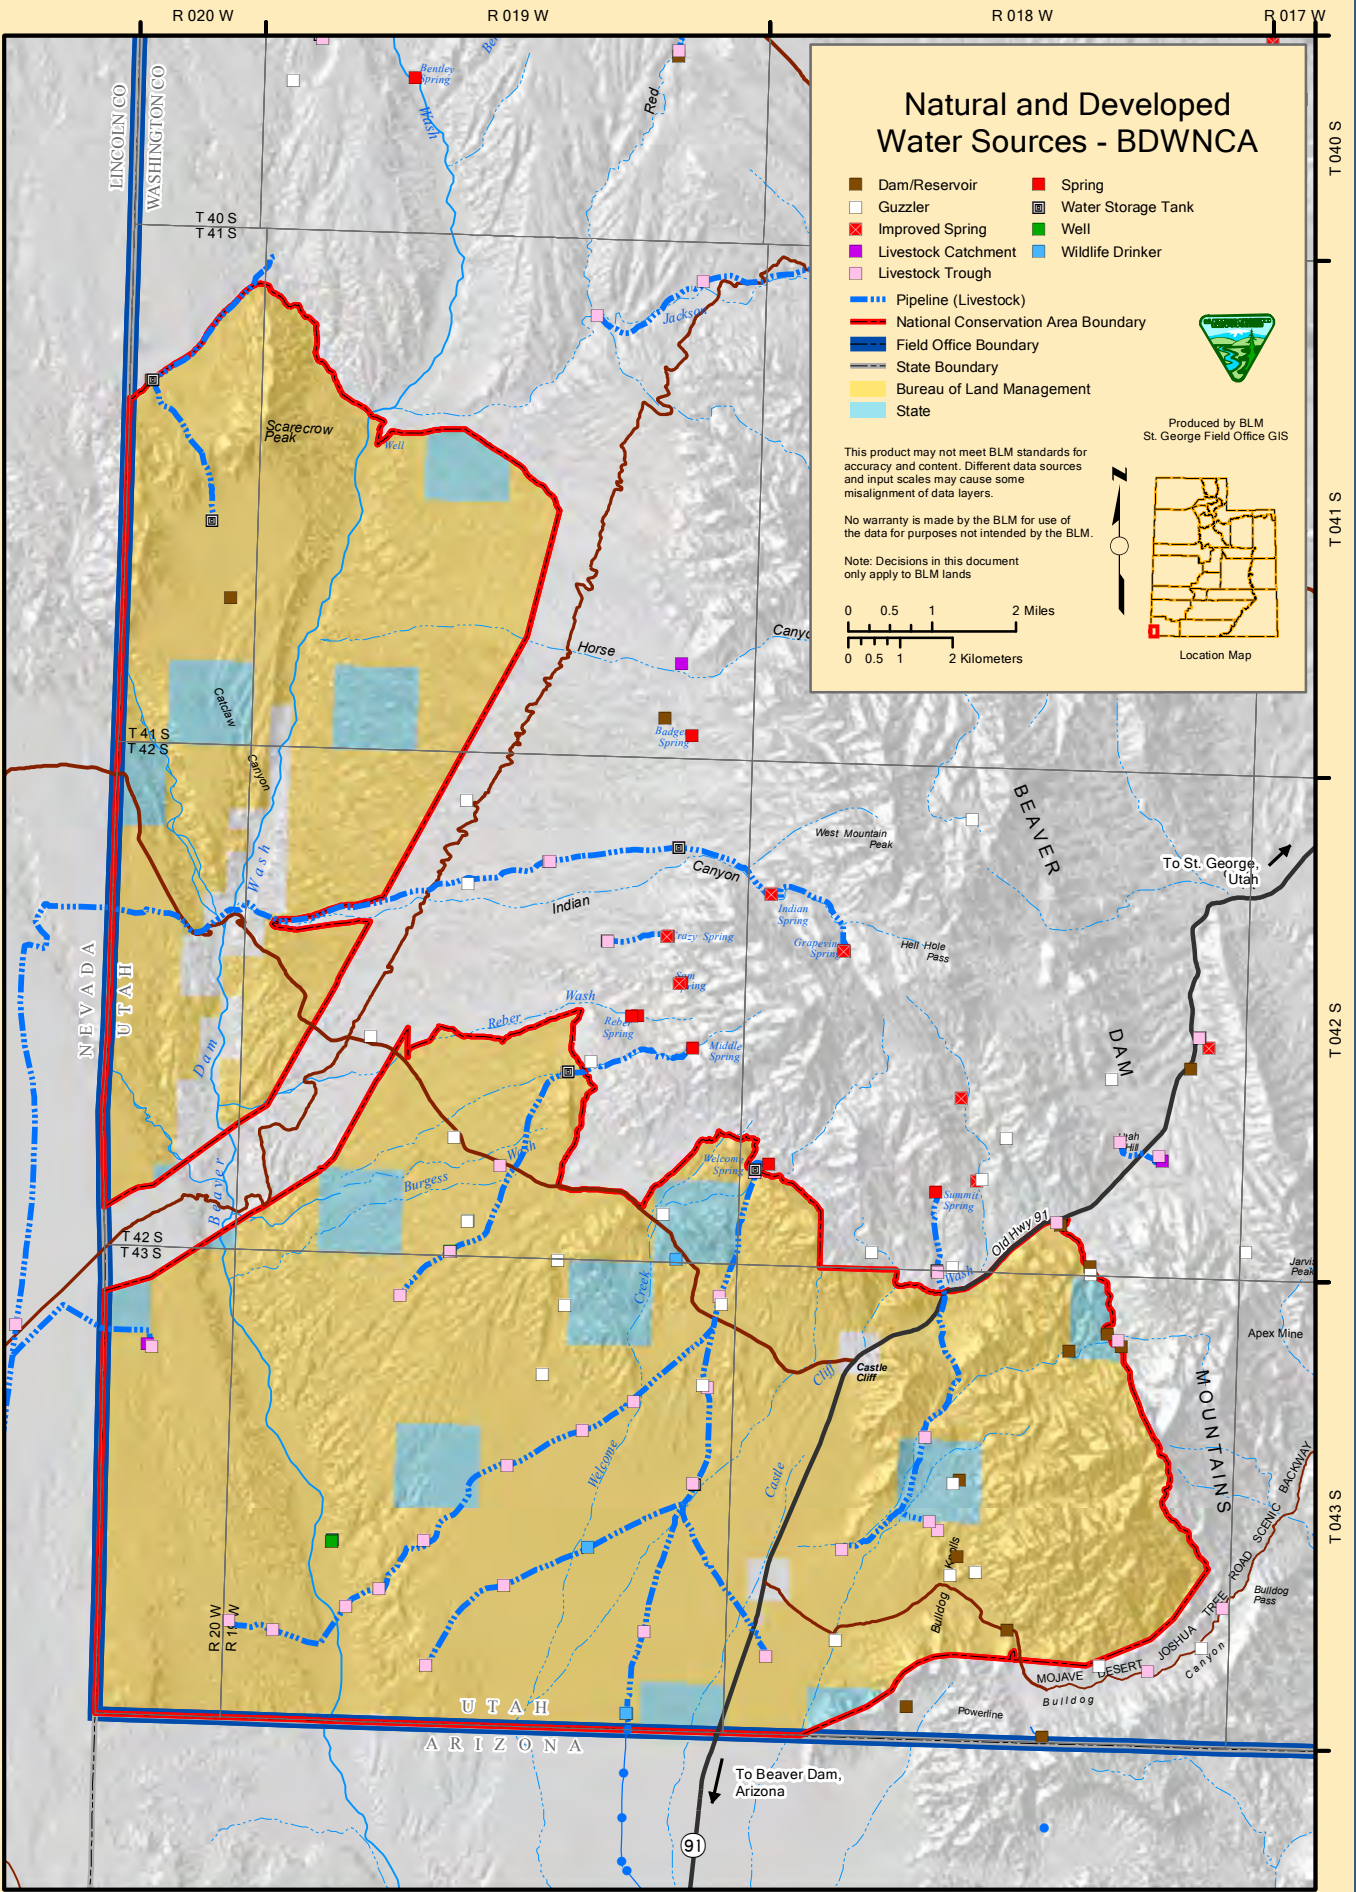 R 020 W
R 019 W
R 018 W
R 017 W
Natural and Developed
Water Sources - BDWNCA
Dam/Reservoir
Guzzler
Improved Spring
Livestock Catchment
Livestock Trough
Spring
Water Storage Tank
Well
Wildlife Drinker
Pipeline (Livestock)
National Conservation Area Boundary
Field Office Boundary
State Boundary
Bureau of Land Management
State
Produced by BLM
St. George Field Office GIS
This product may not meet BLM standards for
accuracy and content. Different data sources
and input scales may cause some
misalignment of data layers.
No warranty is made by the BLM for use of
the data for purposes not intended by the BLM.
Note: Decisions in this document
only apply to BLM lands
0 0.5 1 2 Miles
0 0.5 1 2 Kilometers
Location Map
T 040 S
T 041 S
T 042 S
T 043 S
LINCOLN CO
WASHINGTON CO
Bentley
Spring
Wash
Red
T 40 S
T 41 S
Jackson
Scarecrow
Peak
Well
Horse
Catclaw
Canyon
T 41 S
T 42 S
Spring
BEAVER
West Mountain
Peak
To St. George,
Utah
Wash
Canyon
Indian
Indian
Spring
Spring
Hell Hole
Pass
NEVADA
UTAH
Wash
Reber
Reber
Spring
Middle
Spring
Dam
DAM
Wash
Burgess
Welcome
Spring
Hill
Summit
Spring
Old Hwy 91
Beaver
T 42 S
T 43 S
Wash
Peak
Creek
Apex Mine
Castle
Cliff
Cliff
MOUNTAINS
Welcome
Castle
Bulldog
R 20 W
Bulldog
Pass
MOJAVE DESERT JOSHUA TREE ROAD SCENIC BACKWAY
Canyon
Bulldog
Powerline
UTAH
ARIZONA
To Beaver Dam,
Arizona
91